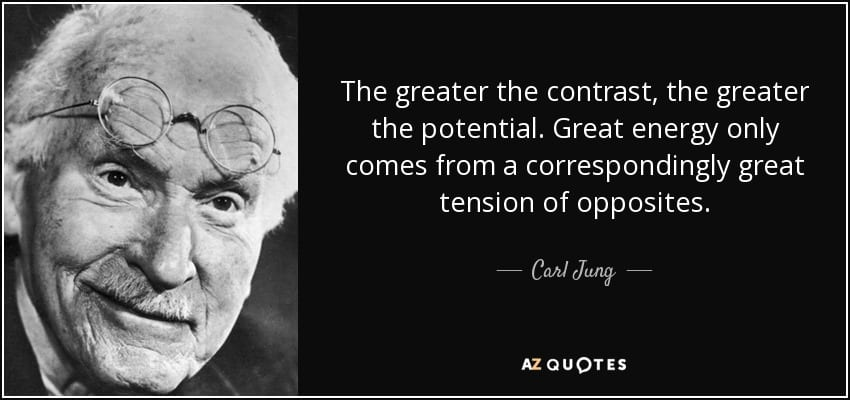 The greater the contrast, the greater
the potential. Great energy only
comes from a correspondingly great
tension of opposites.
Carl Jung
AZ QUOTES